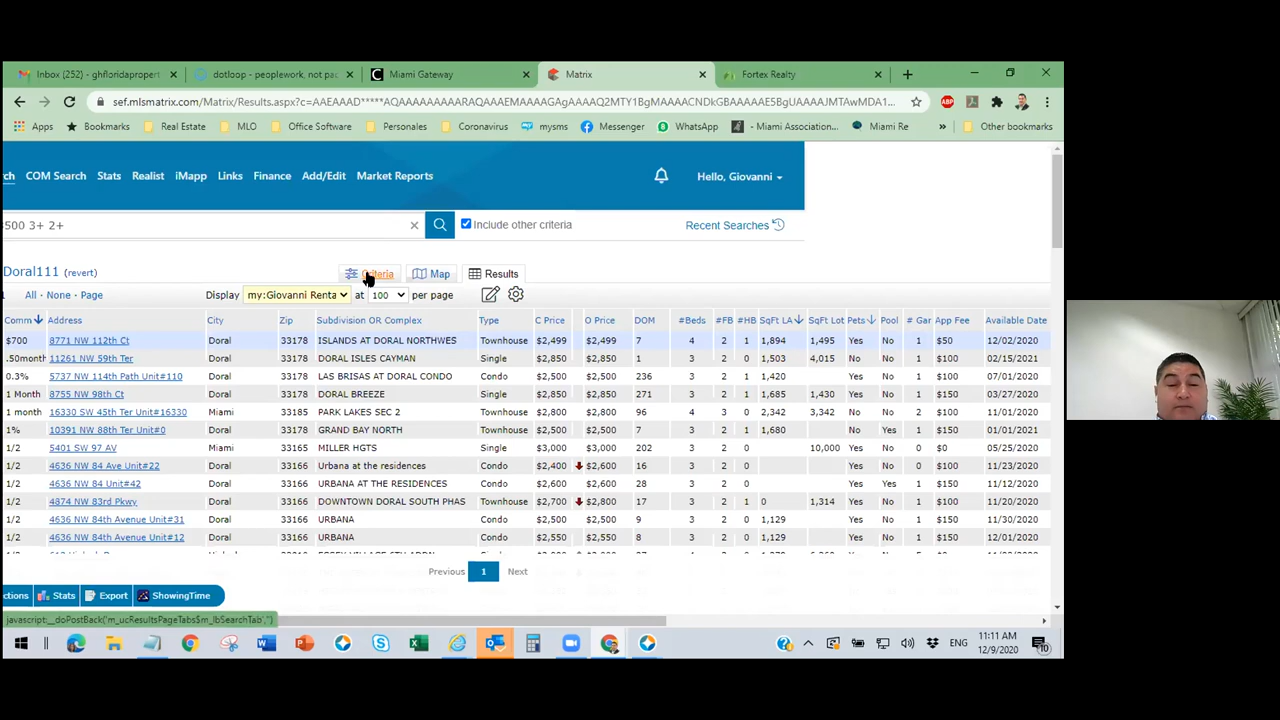 Inbox (252) - ghfloridapropert
dotloop - peoplework, not pa
Miami Gateway
Matrix
Fortex Realty
sef.mlsmatrix.com/Matrix/Results.aspx?c=AAEAAAD*****AQAAAAAAAAARAQAAAEMAAAAGAgAAAAQ2MTY1BgMAAAACNDkGBAAAAAE5BgUAAAAJMTAwMDA1...
Apps Bookmarks Real Estate MLO Office Software Personales Coronavirus mysms Messenger WhatsApp - Miami Association... Miami Re » Other bookmarks
ch COM Search Stats Realist iMapp Links Finance Add/Edit Market Reports Hello, Giovanni
500 3+ 2+ Include other criteria Recent Searches
Doral111 (revert) Criteria Map Results
1 All · None · Page Display my:Giovanni Renta at 100 per page
Comm Address City Zip Subdivision OR Complex Type C Price O Price DOM #Beds #FB #HB SqFt LA SqFt Lot Pets Pool # Gar App Fee Available Date
$700 8771 NW 112th Ct Doral 33178 ISLANDS AT DORAL NORTHWES Townhouse $2,499 $2,499 7 4 2 1 1,894 1,495 Yes No 1 $50 12/02/2020
.50month 11261 NW 59th Ter Doral 33178 DORAL ISLES CAYMAN Single $2,850 $2,850 1 3 2 0 1,503 4,015 No No 1 $100 02/15/2021
0.3% 5737 NW 114th Path Unit#110 Doral 33178 LAS BRISAS AT DORAL CONDO Condo $2,500 $2,500 236 3 2 1 1,420 Yes No 1 $100 07/01/2020
1 Month 8755 NW 98th Ct Doral 33178 DORAL BREEZE Condo $2,850 $2,850 271 3 2 1 1,685 1,430 Yes No 1 $150 03/27/2020
1 month 16330 SW 45th Ter Unit#16330 Miami 33185 PARK LAKES SEC 2 Townhouse $2,800 $2,800 96 4 3 0 2,342 3,342 No No 2 $100 11/01/2020
1% 10391 NW 88th Ter Unit#0 Doral 33178 GRAND BAY NORTH Townhouse $2,500 $2,500 7 3 2 1 1,680 No Yes 1 $150 01/01/2021
1/2 5401 SW 97 AV Miami 33165 MILLER HGTS Single $3,000 $3,000 202 3 2 0 10,000 Yes No 0 $0 05/25/2020
1/2 4636 NW 84 Ave Unit#22 Doral 33165 Urbana at the residences Condo $2,400 $2,600 16 3 2 0 Yes No 0 $100 11/23/2020
1/2 4636 NW 84 Unit#42 Doral 33166 URBANA AT THE RESIDENCES Condo $2,600 $2,600 28 3 2 0 Yes Yes 0 $150 11/12/2020
1/2 4874 NW 83rd Pkwy Doral 33166 DOWNTOWN DORAL SOUTH PHAS Townhouse $2,700 $2,800 17 3 2 1 0 1,314 Yes No 1 $100 11/20/2020
1/2 4636 NW 84th Avenue Unit#31 Doral 33166 URBANA Condo $2,500 $2,500 9 3 2 0 1,129 Yes No 0 $150 11/30/2020
1/2 4636 NW 84th Avenue Unit#12 Doral 33166 URBANA Condo $2,550 $2,550 8 3 2 0 1,129 Yes No 0 $150 12/01/2020
Previous 1 Next
ctions Stats Export ShowingTime
javascript:__doPostBack('m_ucResultsPageTabs$m_lbSearchTab','')
ENG
11:11 AM
12/9/2020
10